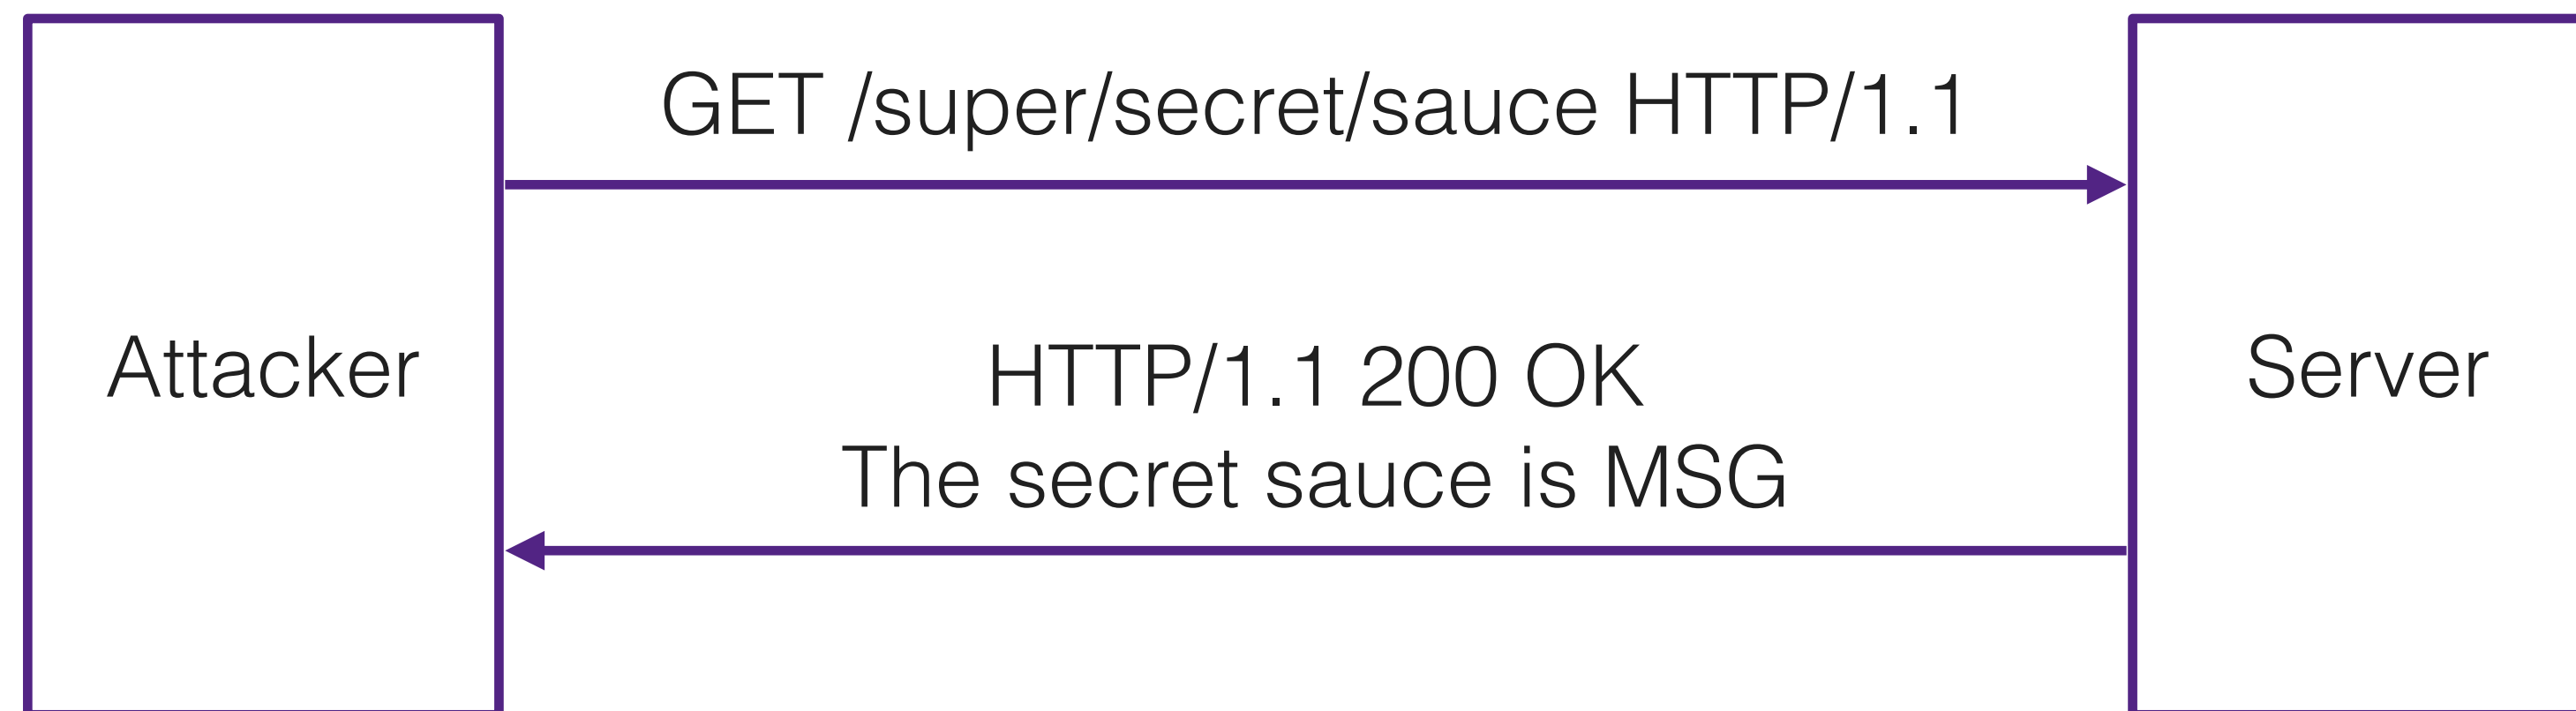 GET /super/secret/sauce HTTP/1.1
Attacker
HTTP/1.1 200 OK
The secret sauce is MSG
Server